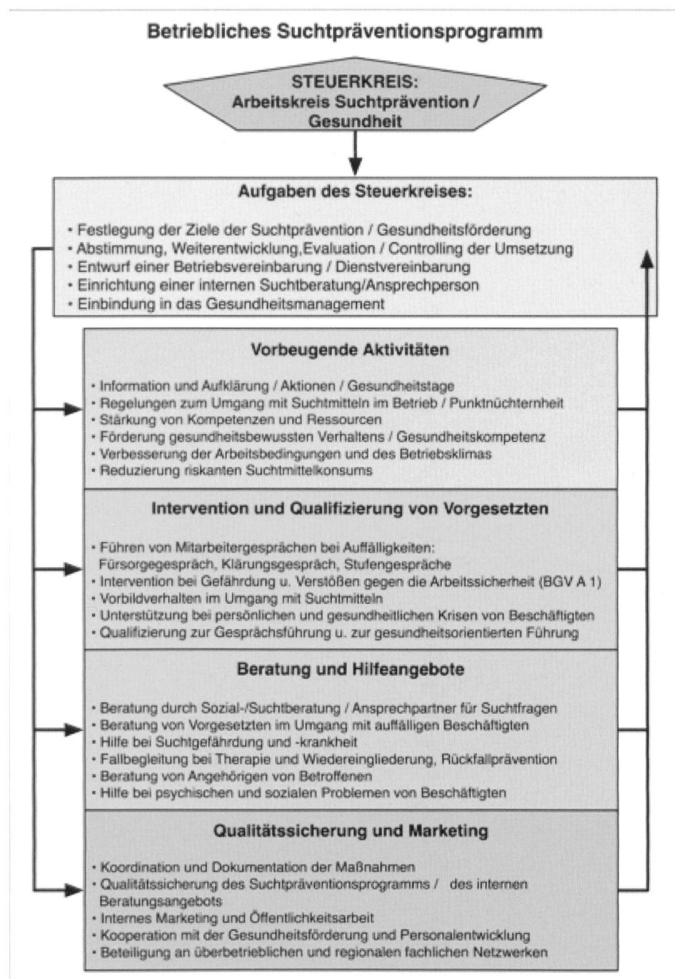 Betriebliches Suchtpräventionsprogramm
STEUERKREIS:
Arbeitskreis Suchtprävention /
Gesundheit
Aufgaben des Steuerkreises:
• Festlegung der Ziele der Suchtprävention / Gesundheitsförderung
• Abstimmung, Weiterentwicklung,Evaluation / Controlling der Umsetzung
• Entwurf einer Betriebsvereinbarung / Dienstvereinbarung
• Einrichtung einer internen Suchtberatung/Ansprechperson
• Einbindung in das Gesundheitsmanagement
Vorbeugende Aktivitäten
• Information und Aufklärung / Aktionen / Gesundheitstage
• Regelungen zum Umgang mit Suchtmitteln im Betrieb / Punktnüchternheit
• Stärkung von Kompetenzen und Ressourcen
• Förderung gesundheitsbewussten Verhaltens / Gesundheitskompetenz
• Verbesserung der Arbeitsbedingungen und des Betriebsklimas
• Reduzierung riskanten Suchtmittelkonsums
Intervention und Qualifizierung von Vorgesetzten
• Führen von Mitarbeitergesprächen bei Auffälligkeiten:
Fürsorgegespräch, Klärungsgespräch, Stufengespräche
• Intervention bei Gefährdung u. Verstößen gegen die Arbeitssicherheit (BGV A 1)
• Vorbildverhalten im Umgang mit Suchtmitteln
• Unterstützung bei persönlichen und gesundheitlichen Krisen von Beschäftigten
• Qualifizierung zur Gesprächsführung u. zur gesundheitsorientierten Führung
Beratung und Hilfeangebote
• Beratung durch Sozial-/Suchtberatung / Ansprechpartner für Suchtfragen
• Beratung von Vorgesetzten im Umgang mit auffälligen Beschäftigten
• Hilfe bei Suchtgefährdung und -krankheit
• Fallbegleitung bei Therapie und Wiedereingliederung, Rückfallprävention
• Beratung von Angehörigen von Betroffenen
• Hilfe bei psychischen und sozialen Problemen von Beschäftigten
Qualitätssicherung und Marketing
• Koordination und Dokumentation der Maßnahmen
• Qualitätssicherung des Suchtpräventionsprogramms / des internen
Beratungsangebots
• Internes Marketing und Öffentlichkeitsarbeit
• Kooperation mit der Gesundheitsförderung und Personalentwicklung
• Beteiligung an überbetrieblichen und regionalen fachlichen Netzwerken